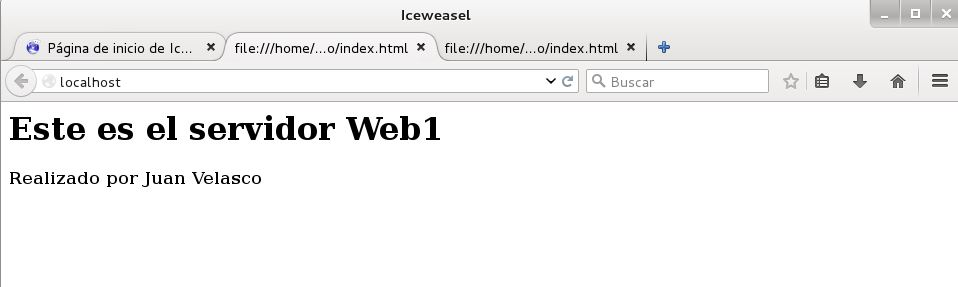 Iceweasel
Página de inicio de Ic... file:///home/...o/index.html file:///home/...o/index.html
localhost Buscar
Este es el servidor Web1
Realizado por Juan Velasco